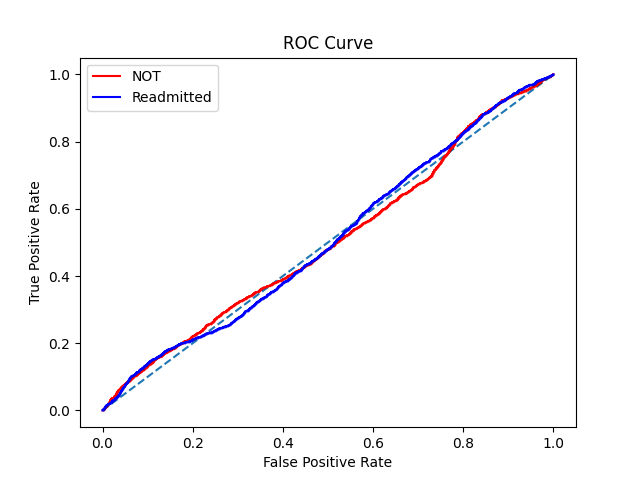 ROC Curve
NOT
Readmitted
True Positive Rate
1.0
0.8
0.6
0.4
0.2
0.0
0.0 0.2 0.4 0.6 0.8 1.0
False Positive Rate